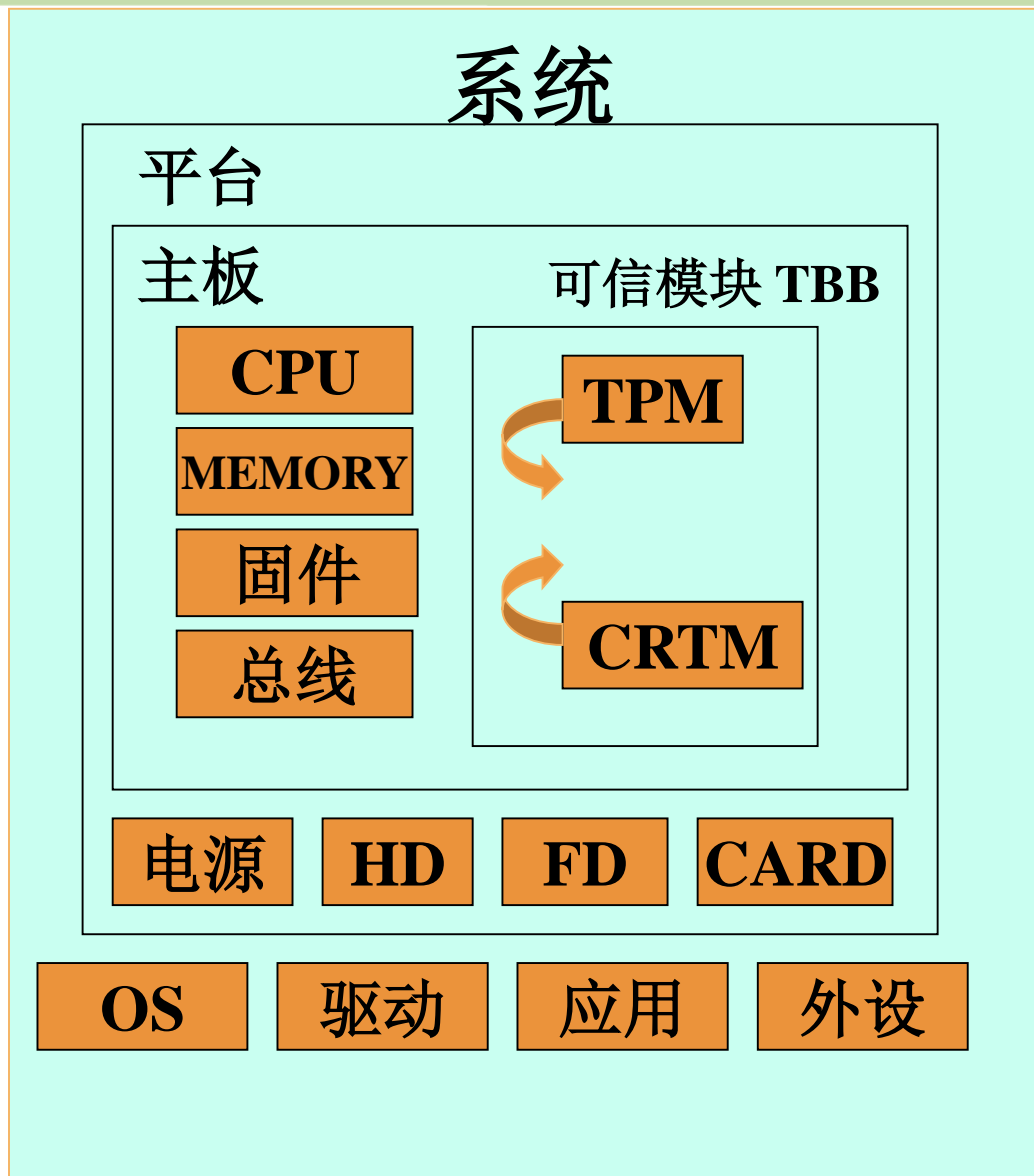 系统
平台
主板
可信模块 TBB
CPU
TPM
MEMORY
固件
CRTM
总线
电源 HD FD CARD
OS 驱动 应用 外设